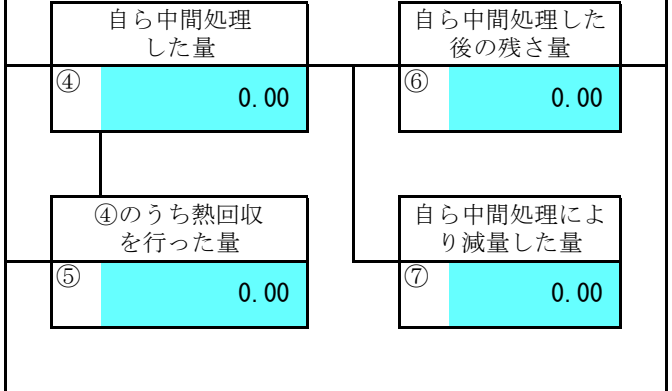 自ら中間処理
した量
④
0.00
自ら中間処理した
後の残さ量
⑥
0.00
④のうち熱回収
を行った量
⑤
0.00
自ら中間処理によ
り減量した量
⑦
0.00